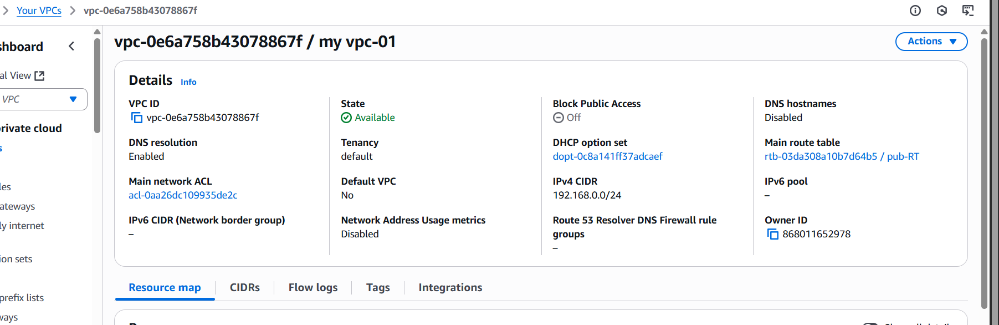 Your VPCs > vpc-0e6a758b43078867f
shboard
al View
VPC
rivate cloud
s
les
ateways
ly internet
ion sets
prefix lists
ways
vpc-0e6a758b43078867f / my vpc-01
Actions
Details Info
VPC ID
vpc-0e6a758b43078867f
State
Available
Block Public Access
Off
DNS hostnames
Disabled
DNS resolution
Enabled
Tenancy
default
DHCP option set
dopt-0c8a141ff37adcaef
Main route table
rtb-03da308a10b7d64b5 / pub-RT
Main network ACL
acl-0aa26dc109935de2c
Default VPC
No
IPv4 CIDR
192.168.0.0/24
IPv6 pool
–
IPv6 CIDR (Network border group)
–
Network Address Usage metrics
Disabled
Route 53 Resolver DNS Firewall rule
groups
–
Owner ID
868011652978
Resource map
CIDRs
Flow logs
Tags
Integrations